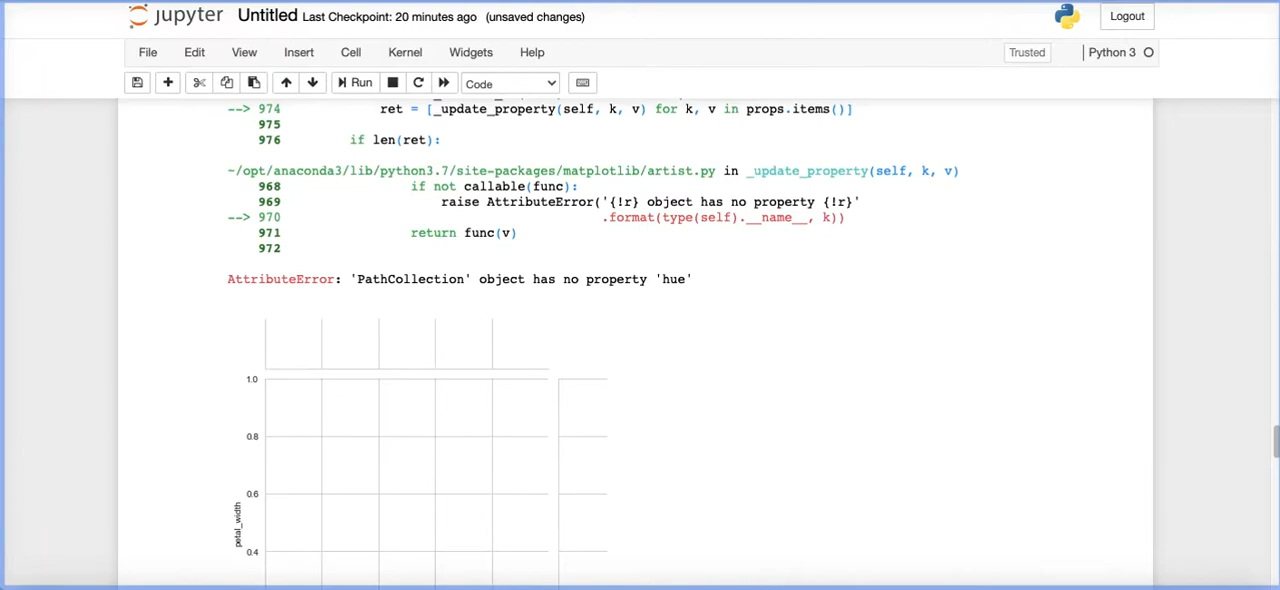 jupyter Untitled Last Checkpoint: 20 minutes ago (unsaved changes) Logout
File Edit View Insert Cell Kernel Widgets Help Trusted Python 3
Run Code
--> 974 ret = [_update_property(self, k, v) for k, v in props.items()]
975
976 if len(ret):
~/opt/anaconda3/lib/python3.7/site-packages/matplotlib/artist.py in _update_property(self, k, v)
968 if not callable(func):
969 raise AttributeError('{!r} object has no property {!r}'
--> 970 .format(type(self).__name__, k))
971 return func(v)
972
AttributeError: 'PathCollection' object has no property 'hue'
1.0
0.8
0.6
petal_width
0.4